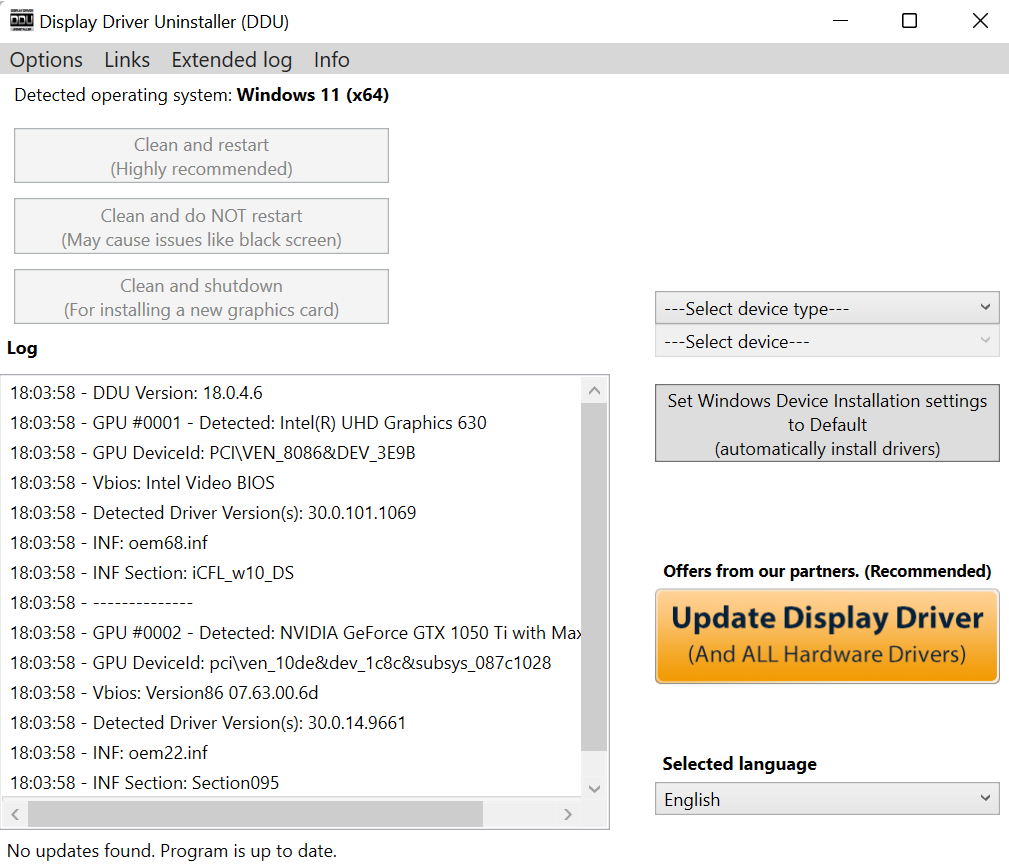 Display Driver Uninstaller (DDU)
Options Links Extended log Info
Detected operating system: Windows 11 (x64)
Clean and restart
(Highly recommended)
Clean and do NOT restart
(May cause issues like black screen)
Clean and shutdown
(For installing a new graphics card)
Log
18:03:58 - DDU Version: 18.0.4.6
18:03:58 - GPU #0001 - Detected: Intel(R) UHD Graphics 630
18:03:58 - GPU DeviceId: PCI\VEN_8086&DEV_3E9B
18:03:58 - Vbios: Intel Video BIOS
18:03:58 - Detected Driver Version(s): 30.0.101.1069
18:03:58 - INF: oem68.inf
18:03:58 - INF Section: iCFL_w10_DS
18:03:58 - --------------
18:03:58 - GPU #0002 - Detected: NVIDIA GeForce GTX 1050 Ti with Max
18:03:58 - GPU DeviceId: pci\ven_10de&dev_1c8c&subsys_087c1028
18:03:58 - Vbios: Version86 07.63.00.6d
18:03:58 - Detected Driver Version(s): 30.0.14.9661
18:03:58 - INF: oem22.inf
18:03:58 - INF Section: Section095
---Select device type---
---Select device---
Set Windows Device Installation settings
to Default
(automatically install drivers)
Offers from our partners. (Recommended)
Update Display Driver
(And ALL Hardware Drivers)
Selected language
English
No updates found. Program is up to date.